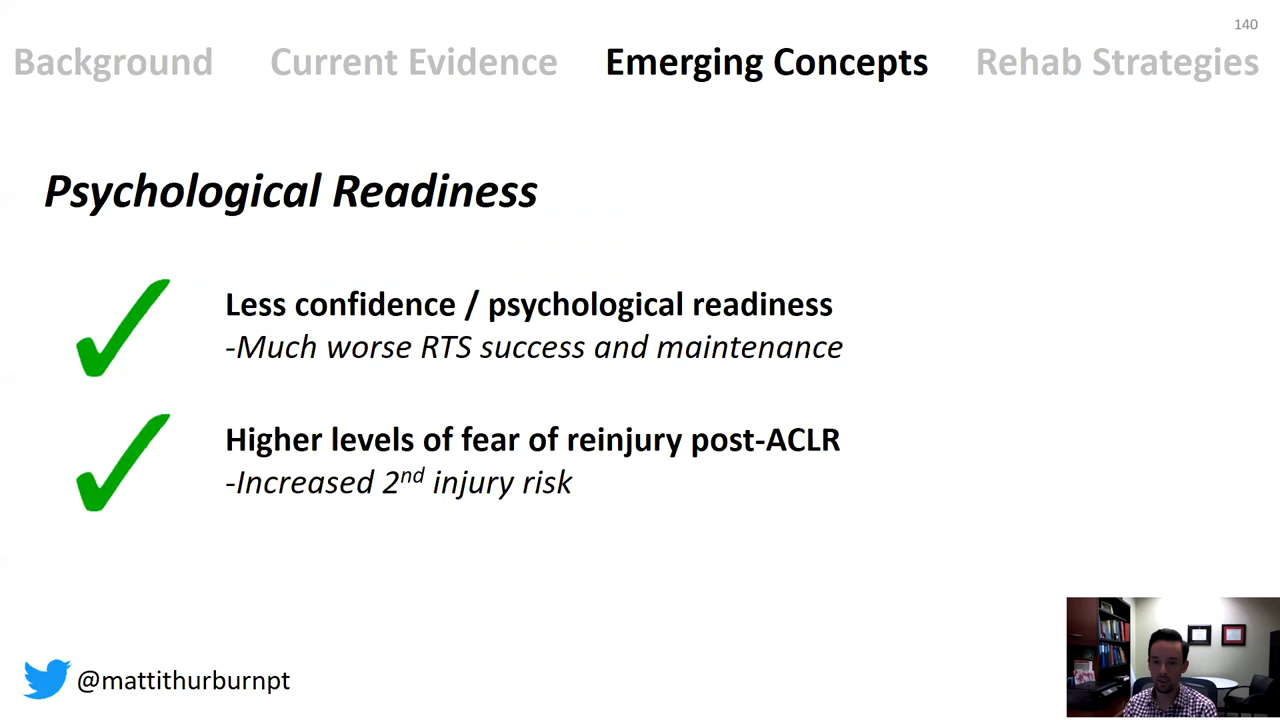 140
Background Current Evidence Emerging Concepts Rehab Strategies
Psychological Readiness
Less confidence / psychological readiness
-Much worse RTS success and maintenance
Higher levels of fear of reinjury post-ACLR
-Increased 2nd injury risk
@mattithurburnpt